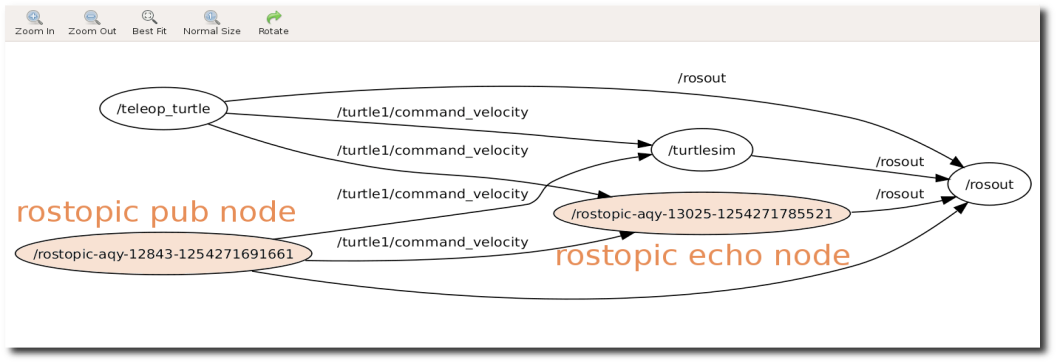 Zoom In Zoom Out Best Fit Normal Size Rotate
/rosout
/teleop_turtle
/turtle1/command_velocity
/turtle1/command_velocity
/turtlesim
/rosout
/rosout
/turtle1/command_velocity
/rosout
rostopic pub node
/rostopic-aqy-13025-1254271785521
/turtle1/command_velocity
/rostopic-aqy-12843-1254271691661
rostopic echo node